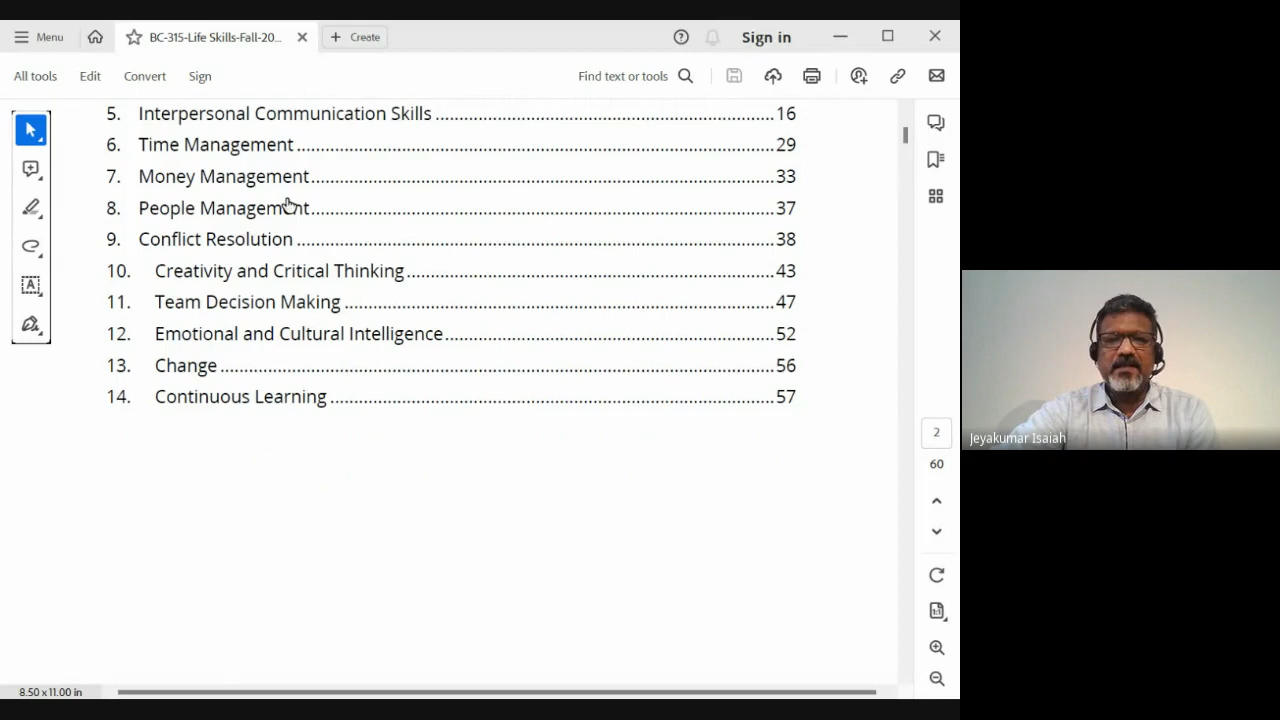 Menu
BC-315-Life Skills-Fall-20...
Create
Sign in
All tools
Edit
Convert
Sign
Find text or tools
5. Interpersonal Communication Skills ........................................................................ 16
6. Time Management ........................................................................ 29
7. Money Management ........................................................................ 33
8. People Management ........................................................................ 37
9. Conflict Resolution ........................................................................ 38
10. Creativity and Critical Thinking ........................................................................ 43
11. Team Decision Making ........................................................................ 47
12. Emotional and Cultural Intelligence ........................................................................ 52
13. Change ........................................................................ 56
14. Continuous Learning ........................................................................ 57
2
60
8.50 x 11.00 in
Jeyakumar Isaiah